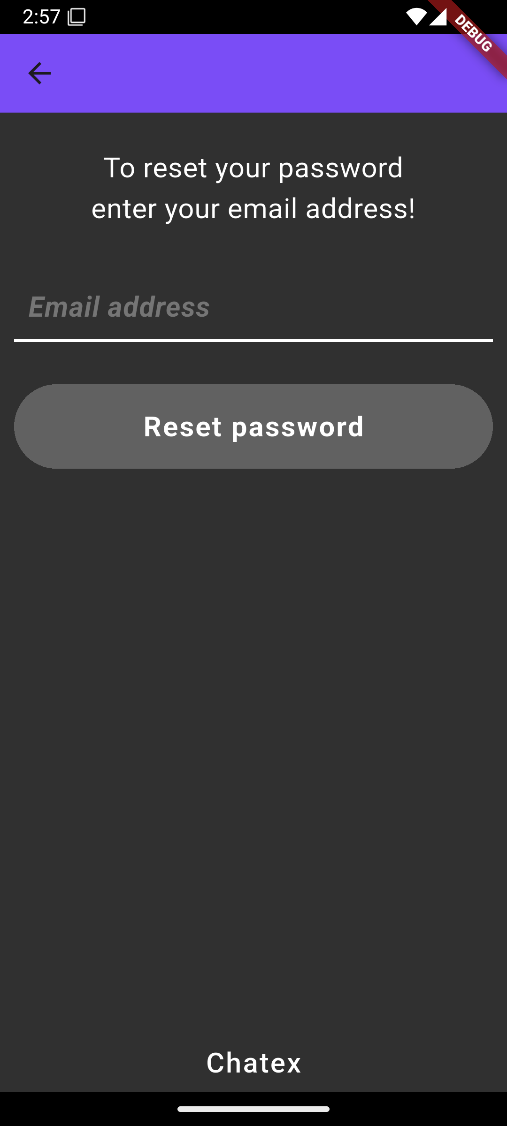 2:57
DEBUG
To reset your password
enter your email address!
Email address
Reset password
Chatex